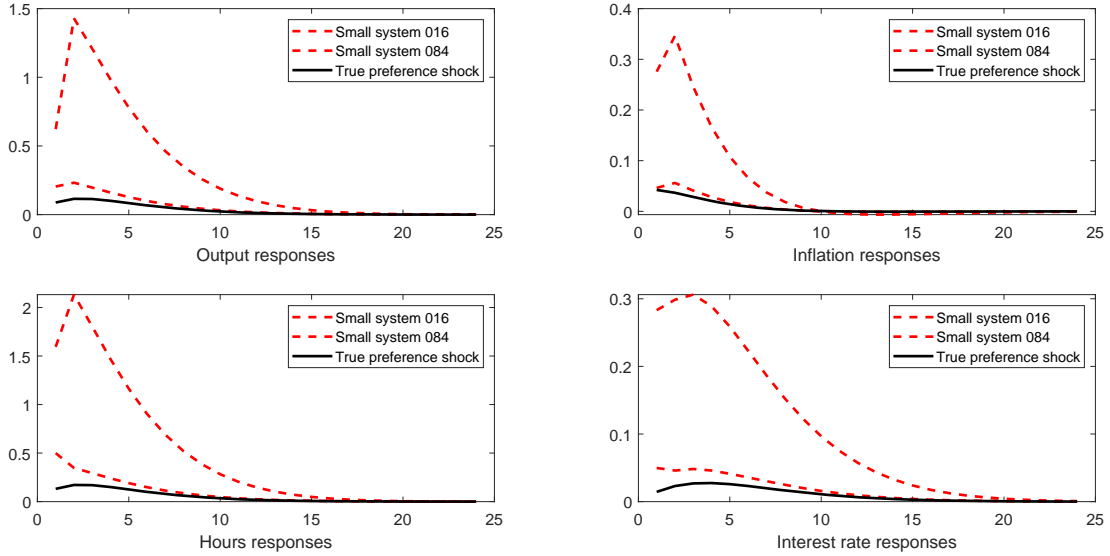 1.5
1
0.5
0
0
5
10
15
20
25
Small system 016
Small system 084
True preference shock
Output responses
0.4
0.3
0.2
0.1
0
0
5
10
15
20
25
Small system 016
Small system 084
True preference shock
Inflation responses
2
1.5
1
0.5
0
0
5
10
15
20
25
Small system 016
Small system 084
True preference shock
Hours responses
0.3
0.2
0.1
0
0
5
10
15
20
25
Small system 016
Small system 084
True preference shock
Interest rate responses